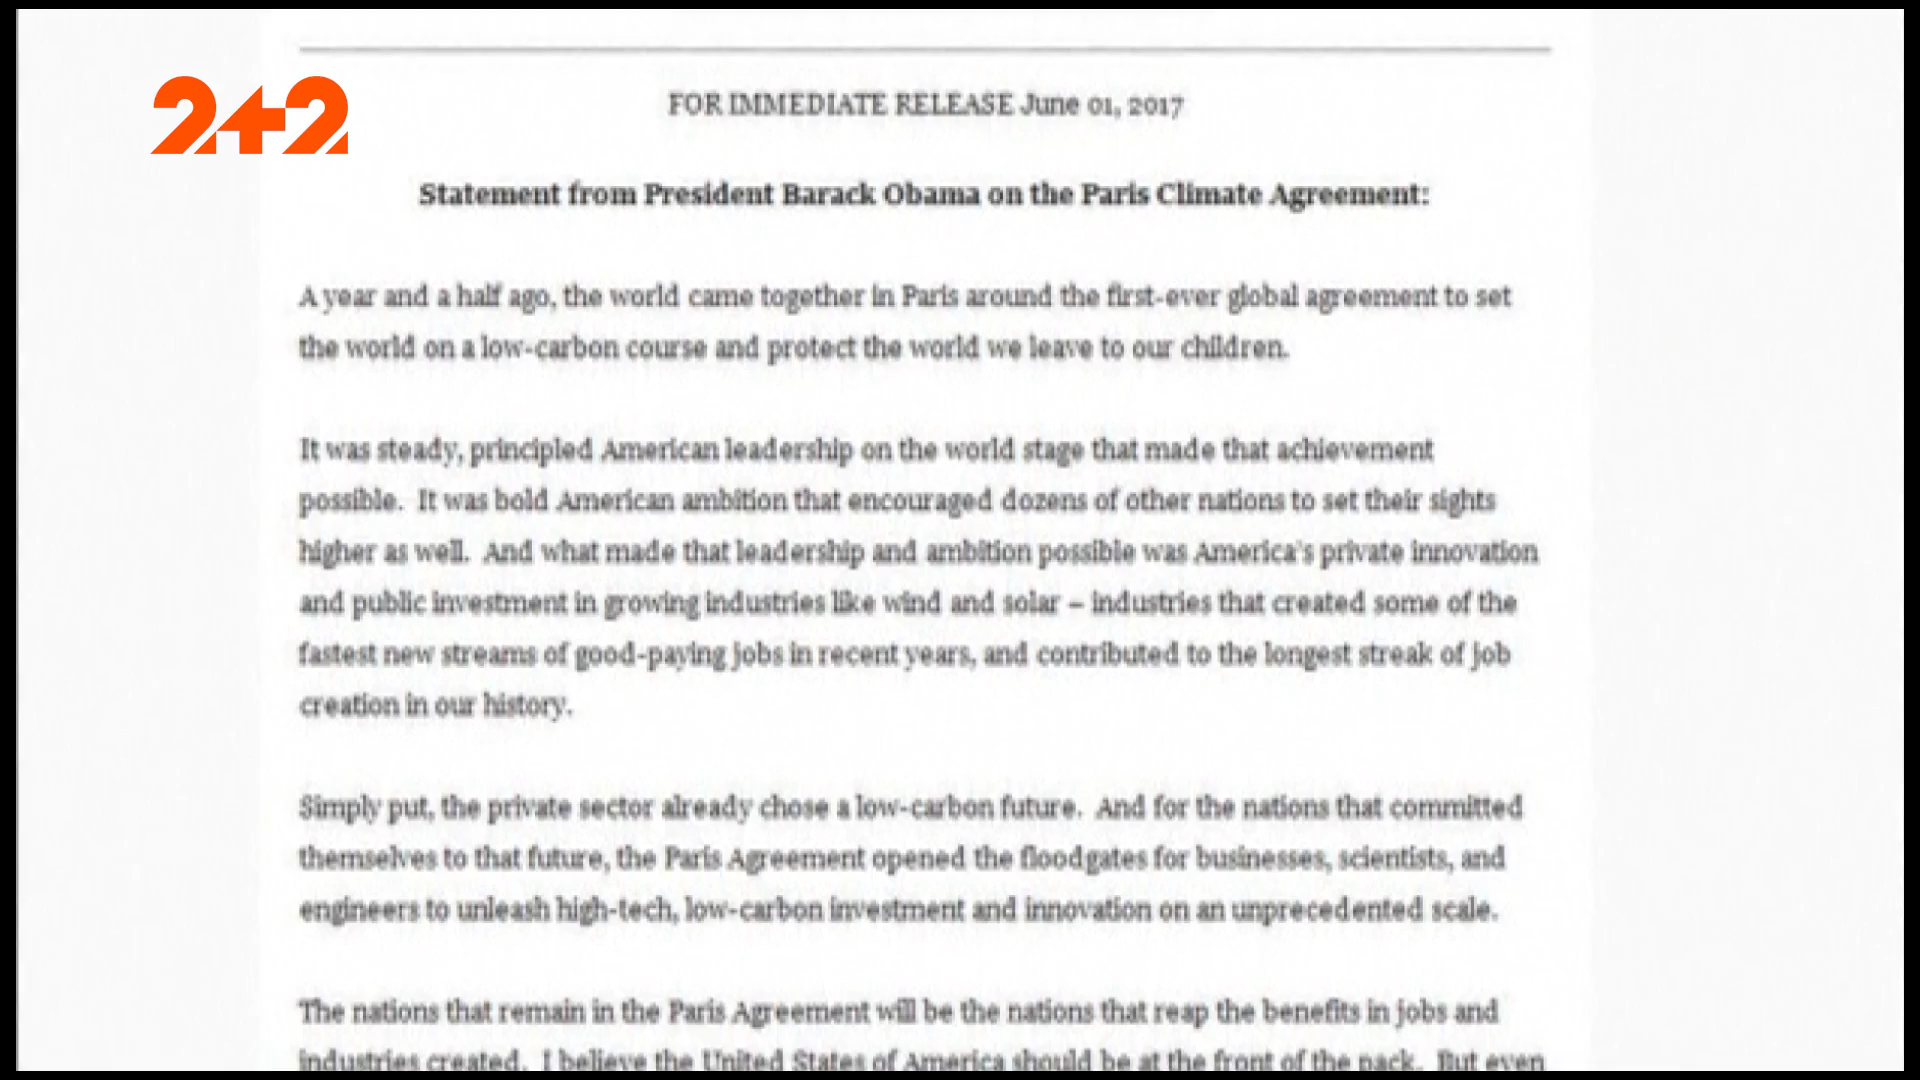 2+2
FOR IMMEDIATE RELEASE June 01, 2017
Statement from President Barack Obama on the Paris Climate Agreement:
A year and a half ago, the world came together in Paris around the first-ever global agreement to set
the world on a low-carbon course and protect the world we leave to our children.
It was steady, principled American leadership on the world stage that made that achievement
possible.  It was bold American ambition that encouraged dozens of other nations to set their sights
higher as well.  And what made that leadership and ambition possible was America's private innovation
and public investment in growing industries like wind and solar – industries that created some of the
fastest new streams of good-paying jobs in recent years, and contributed to the longest streak of job
creation in our history.
Simply put, the private sector already chose a low-carbon future.  And for the nations that committed
themselves to that future, the Paris Agreement opened the floodgates for businesses, scientists, and
engineers to unleash high-tech, low-carbon investment and innovation on an unprecedented scale.
The nations that remain in the Paris Agreement will be the nations that reap the benefits in jobs and
industries created.  I believe the United States of America should be at the front of the pack.  But even